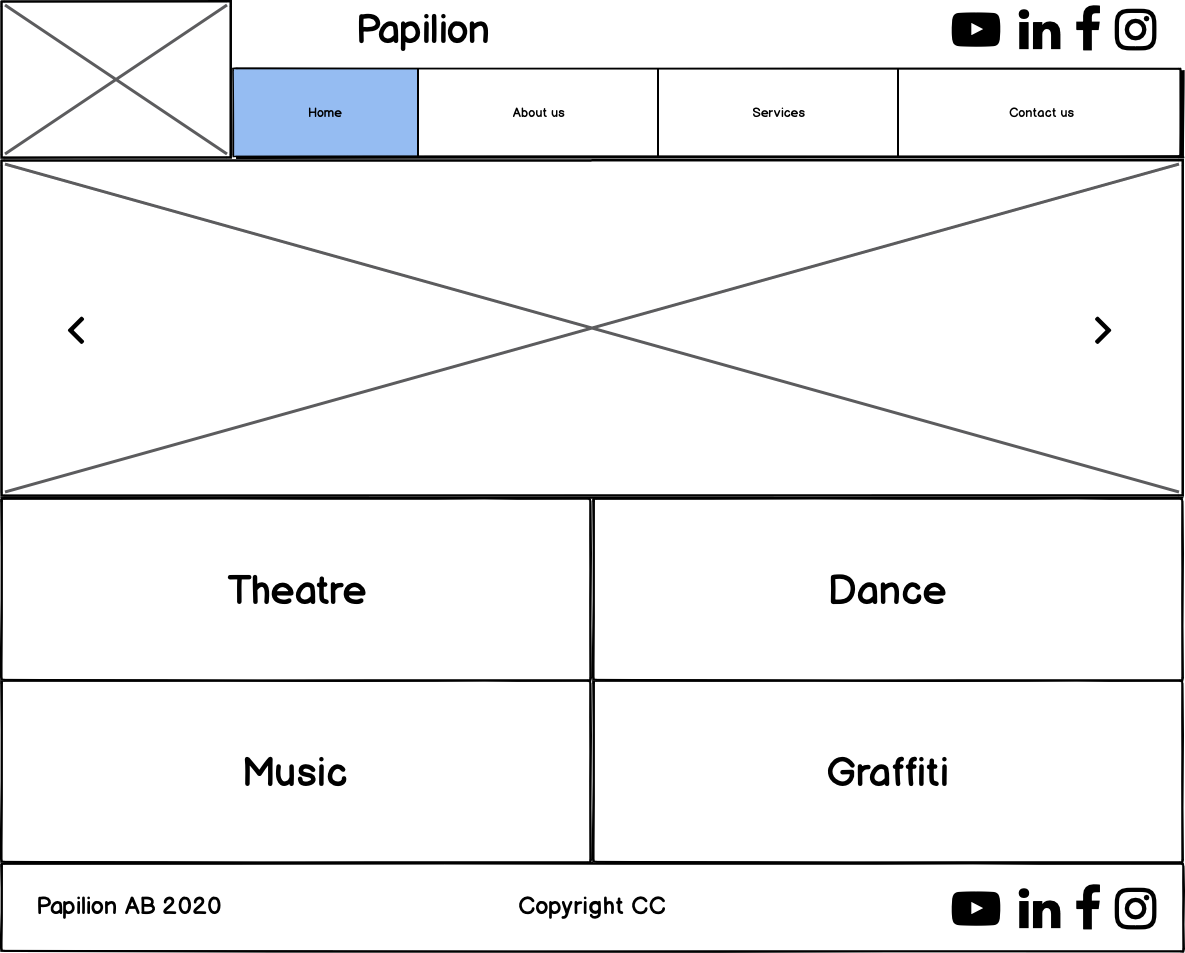 Papilion
Home
About us
Services
Contact us
Theatre
Dance
Music
Graffiti
Papilion AB 2020
Copyright CC